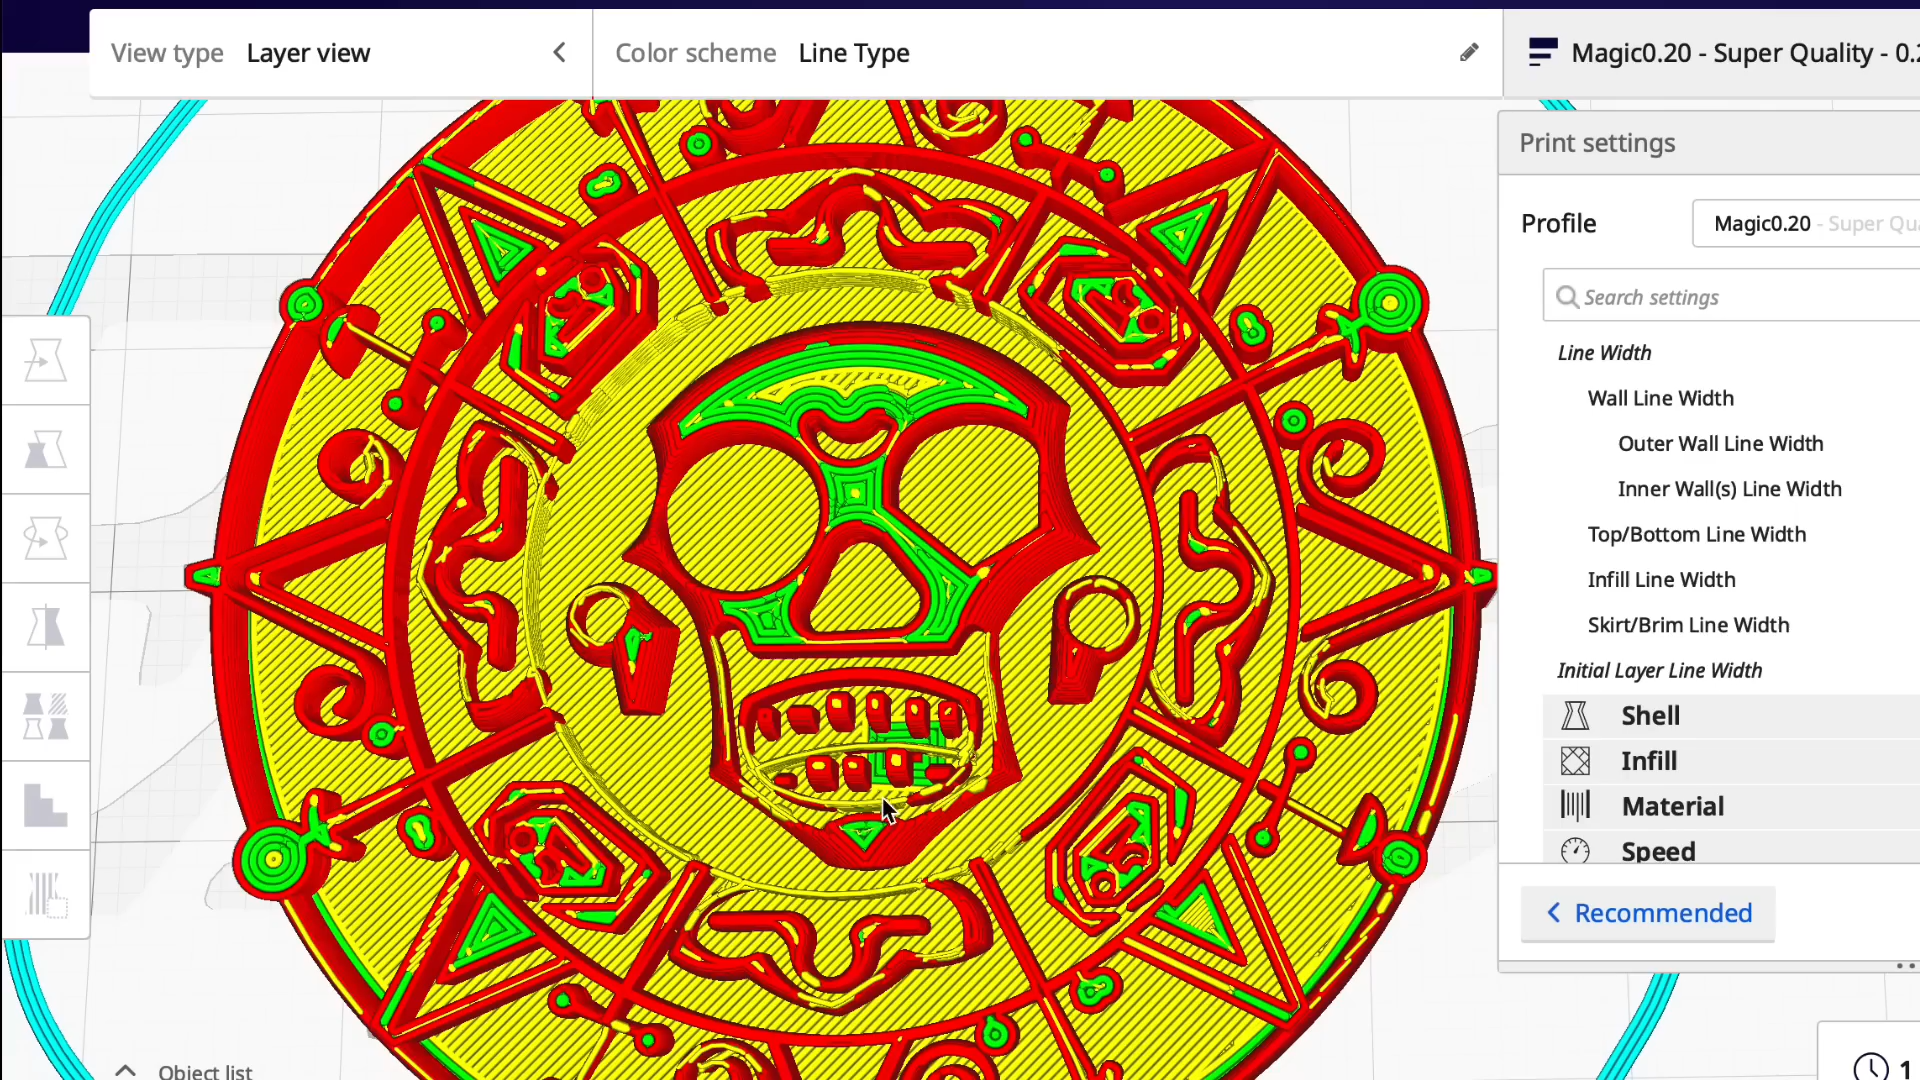 View type Layer view
Color scheme Line Type
Magic0.20 - Super Quality - 0.2
Print settings
Profile
Magic0.20 - Super Qu
Search settings
Line Width
Wall Line Width
Outer Wall Line Width
Inner Wall(s) Line Width
Top/Bottom Line Width
Infill Line Width
Skirt/Brim Line Width
Initial Layer Line Width
Shell
Infill
Material
Speed
Recommended
Object list
1